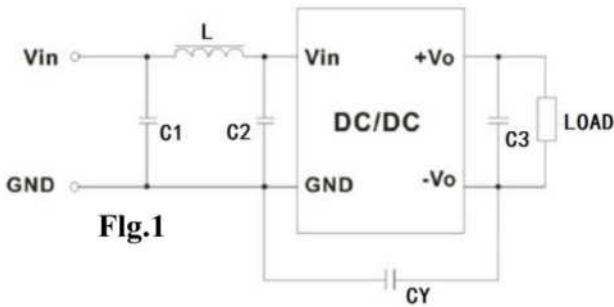 L
Vin
Vin
+Vo
C1
C2
DC/DC
C3
LOAD
GND
GND
-Vo
Flg.1
CY